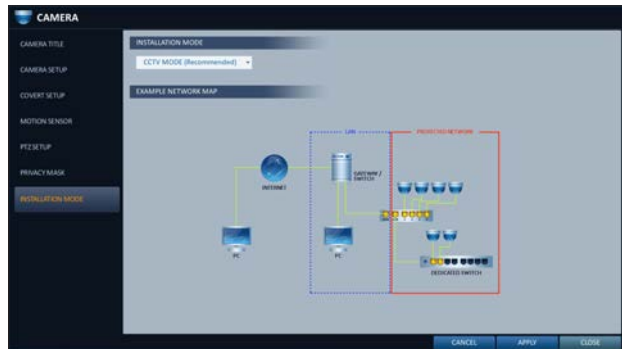 CAMERA
CAMERA TITLE
CAMERA SETUP
COVERT SETUP
MOTION SENSOR
PTZ SETUP
PRIVACY MASK
INSTALLATION MODE
INSTALLATION MODE
CCTV MODE (Recommended)
EXAMPLE NETWORK MAP
LAN
PROTECTED NETWORK
INTERNET
GATEWAY /
SWITCH
PC
PC
DEDICATED SWITCH
CANCEL
APPLY
CLOSE